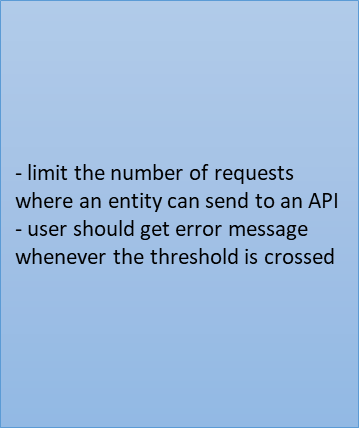 - limit the number of requests
where an entity can send to an API
- user should get error message
whenever the threshold is crossed